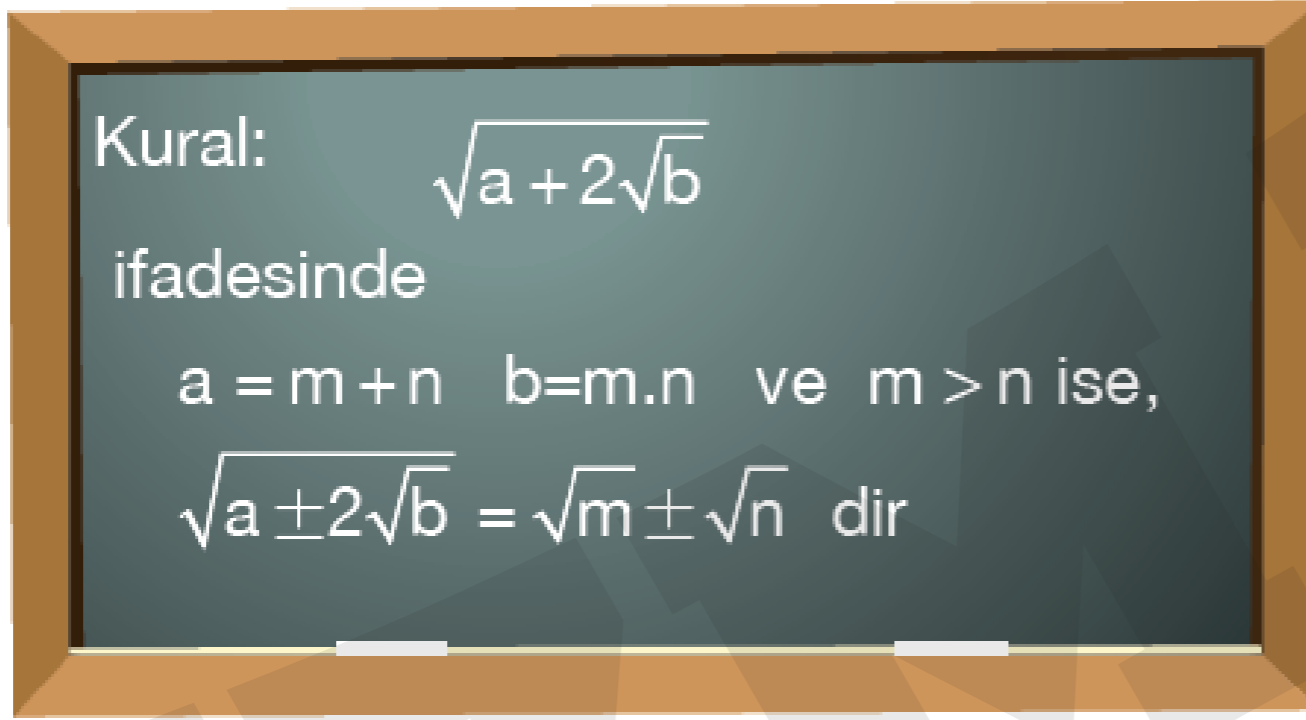 Kural: √(a + 2√b)
ifadesinde
a = m + n b=m.n ve m > n ise,
√(a ± 2√b) = √m ± √n dir